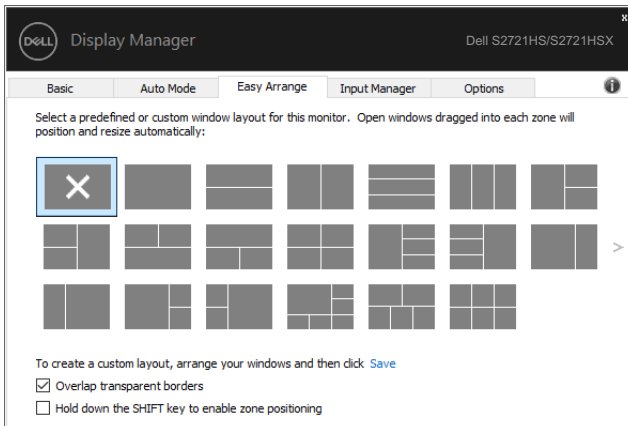 x
DELL Display Manager Dell S2721HS/S2721HSX
Basic Auto Mode Easy Arrange Input Manager Options i
Select a predefined or custom window layout for this monitor. Open windows dragged into each zone will
position and resize automatically:
>
To create a custom layout, arrange your windows and then click Save
Overlap transparent borders
Hold down the SHIFT key to enable zone positioning